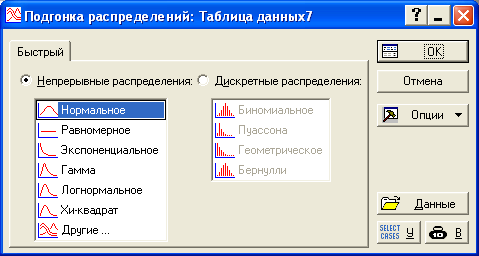 Подгонка распределений: Таблица данных7
Быстрый
Непрерывные распределения:
Дискретные распределения:
Нормальное
Равномерное
Экспоненциальное
Гамма
Логнормальное
Хи-квадрат
Другие ...
Биномиальное
Пуассона
Геометрическое
Бернулли
OK
Отмена
Опции
Данные
SELECT
CASES
У
В